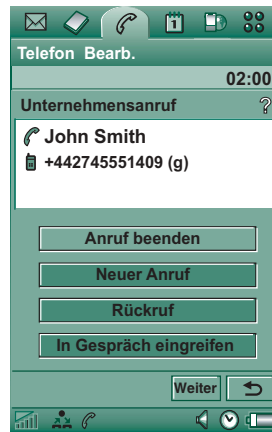 Telefon Bearb.
02:00
Unternehmensanruf ?
John Smith
+442745551409 (g)
Anruf beenden
Neuer Anruf
Rückruf
In Gespräch eingreifen
Weiter